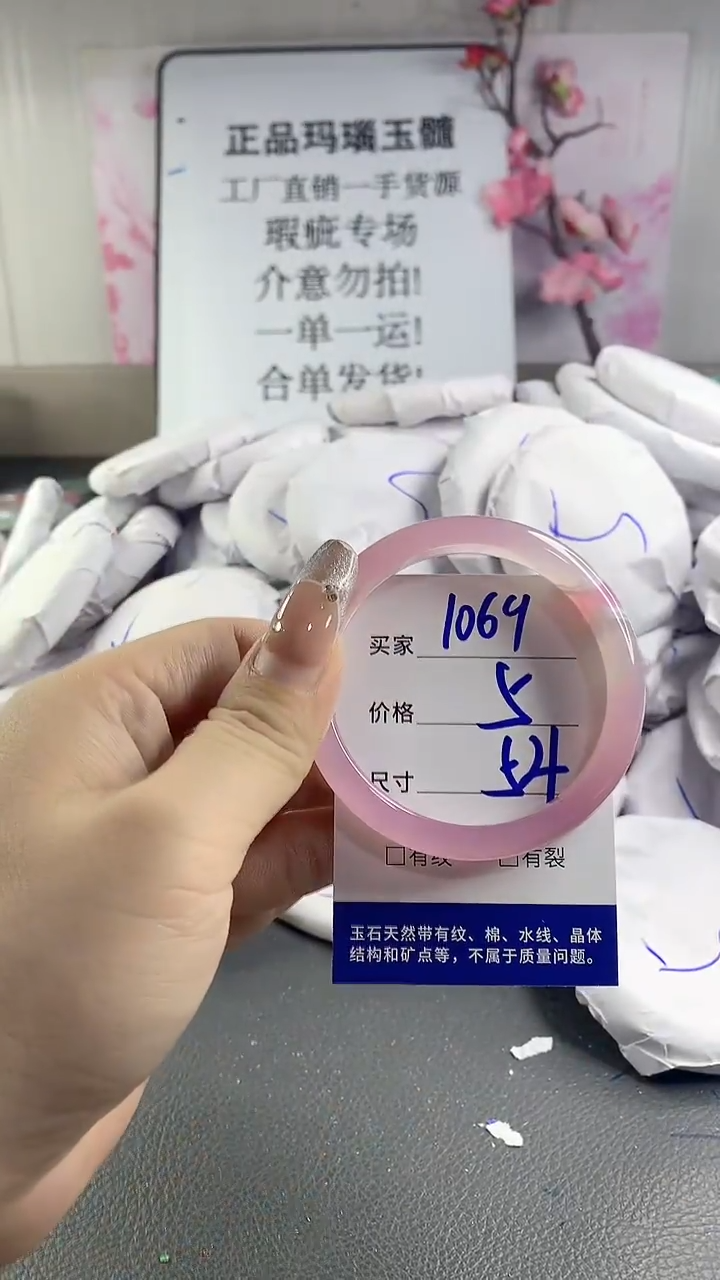 正品玛瑙玉髓
工厂直销一手货源
瑕疵专场
介意勿拍!
一单一运!
合单发货!
买家 1069
价格 5
尺寸 54
□有纹 □有裂
玉石天然带有纹、棉、水线、晶体
结构和矿点等，不属于质量问题。